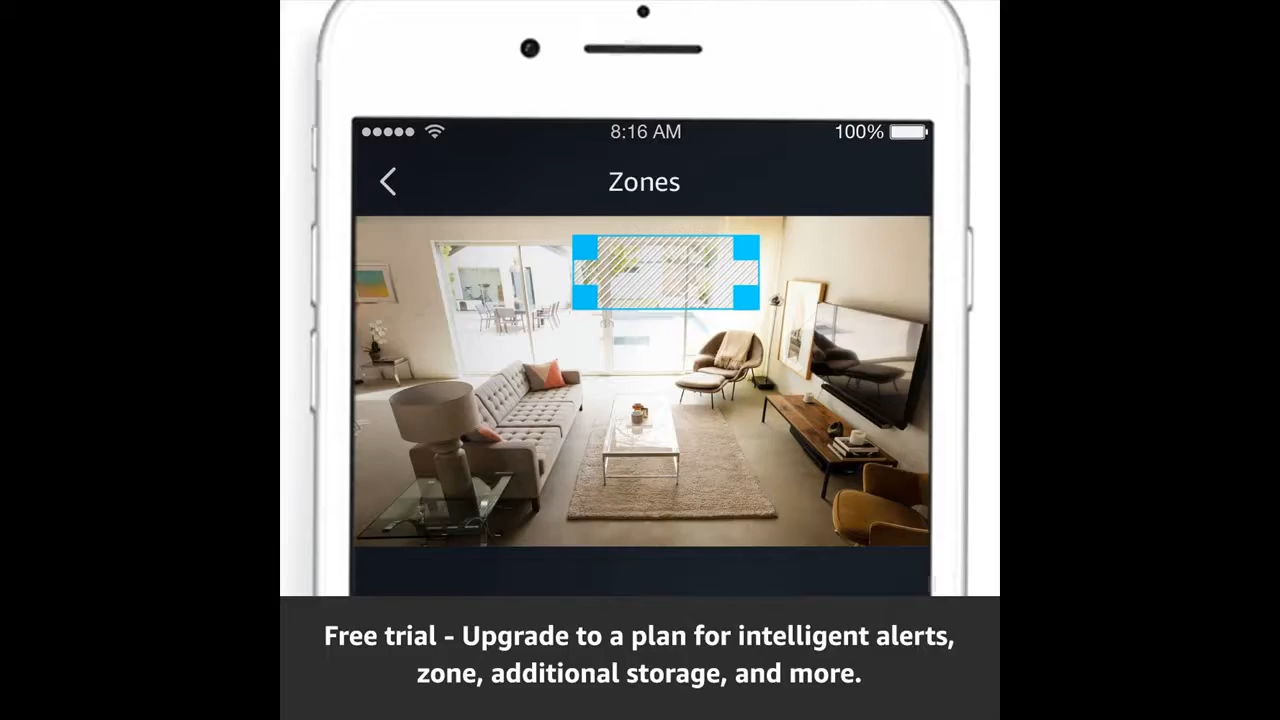 8:16 AM
100%
Zones
Free trial - Upgrade to a plan for intelligent alerts,
zone, additional storage, and more.